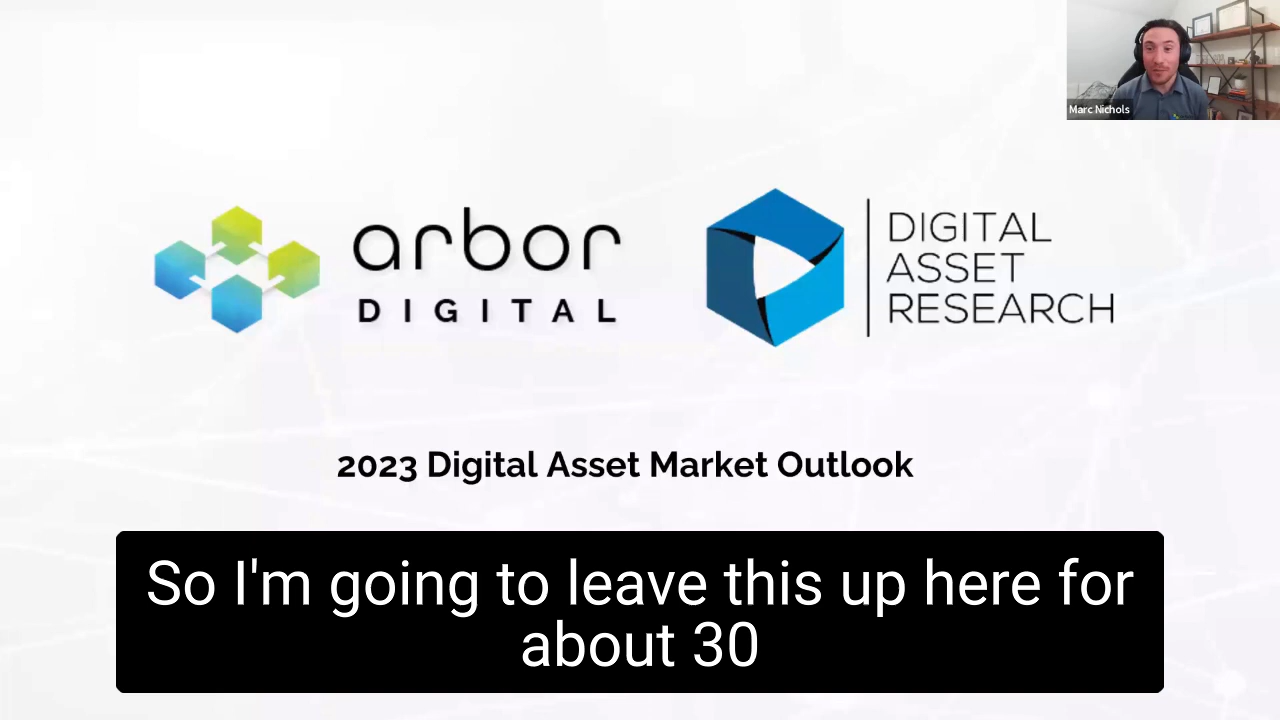 Marc Nichols
arbor
DIGITAL
DIGITAL
ASSET
RESEARCH
2023 Digital Asset Market Outlook
So I'm going to leave this up here for
about 30